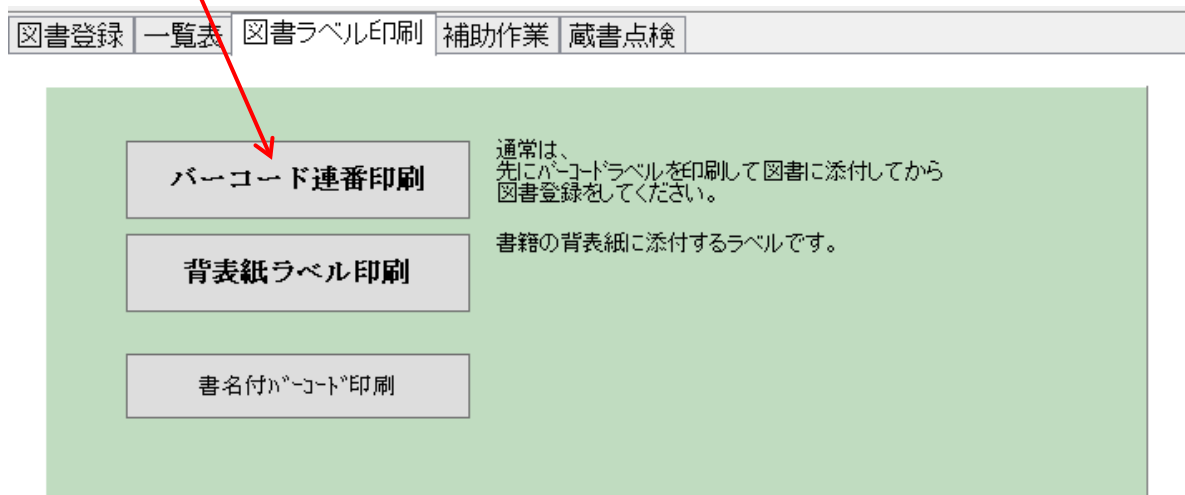 図書登録 一覧表 図書ラベル印刷 補助作業 蔵書点検
バーコード連番印刷
通常は、
先にﾊﾞｰｺｰﾄﾞラベルを印刷して図書に添付してから
図書登録をしてください。
背表紙ラベル印刷
書籍の背表紙に添付するラベルです。
書名付ﾊﾞｰｺｰﾄﾞ印刷